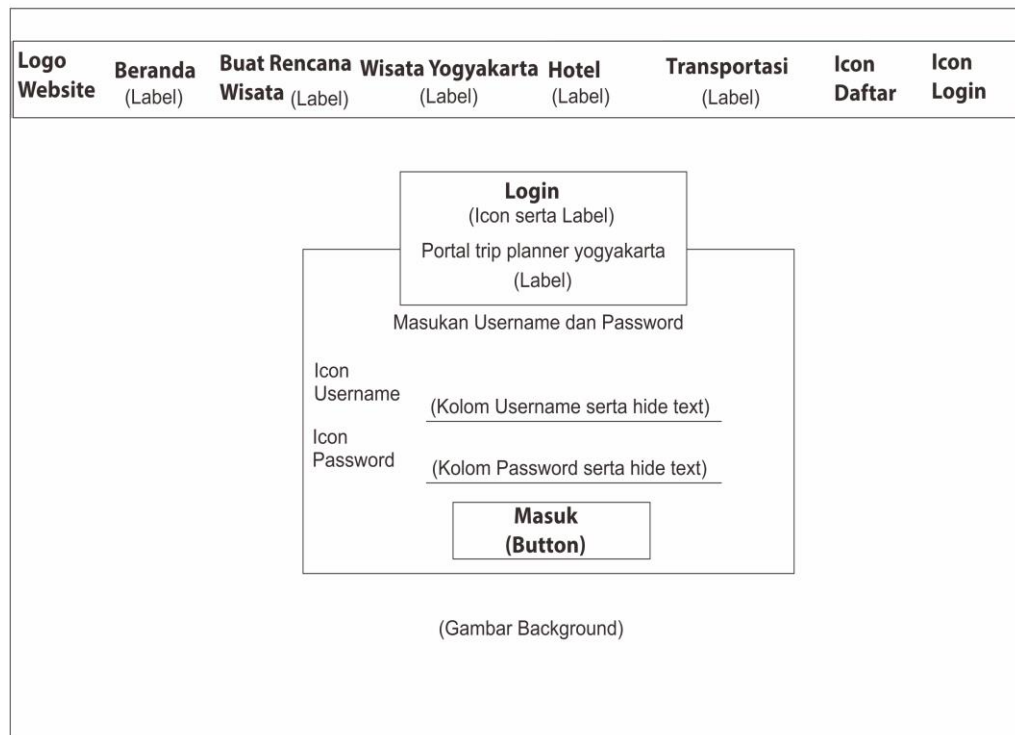 Logo Website
Beranda (Label)
Buat Rencana Wisata (Label)
Wisata Yogyakarta (Label)
Hotel (Label)
Transportasi (Label)
Icon Daftar
Icon Login
Login
(Icon serta Label)
Portal trip planner yogyakarta
(Label)
Masukan Username dan Password
Icon
Username
(Kolom Username serta hide text)
Icon
Password
(Kolom Password serta hide text)
Masuk
(Button)
(Gambar Background)